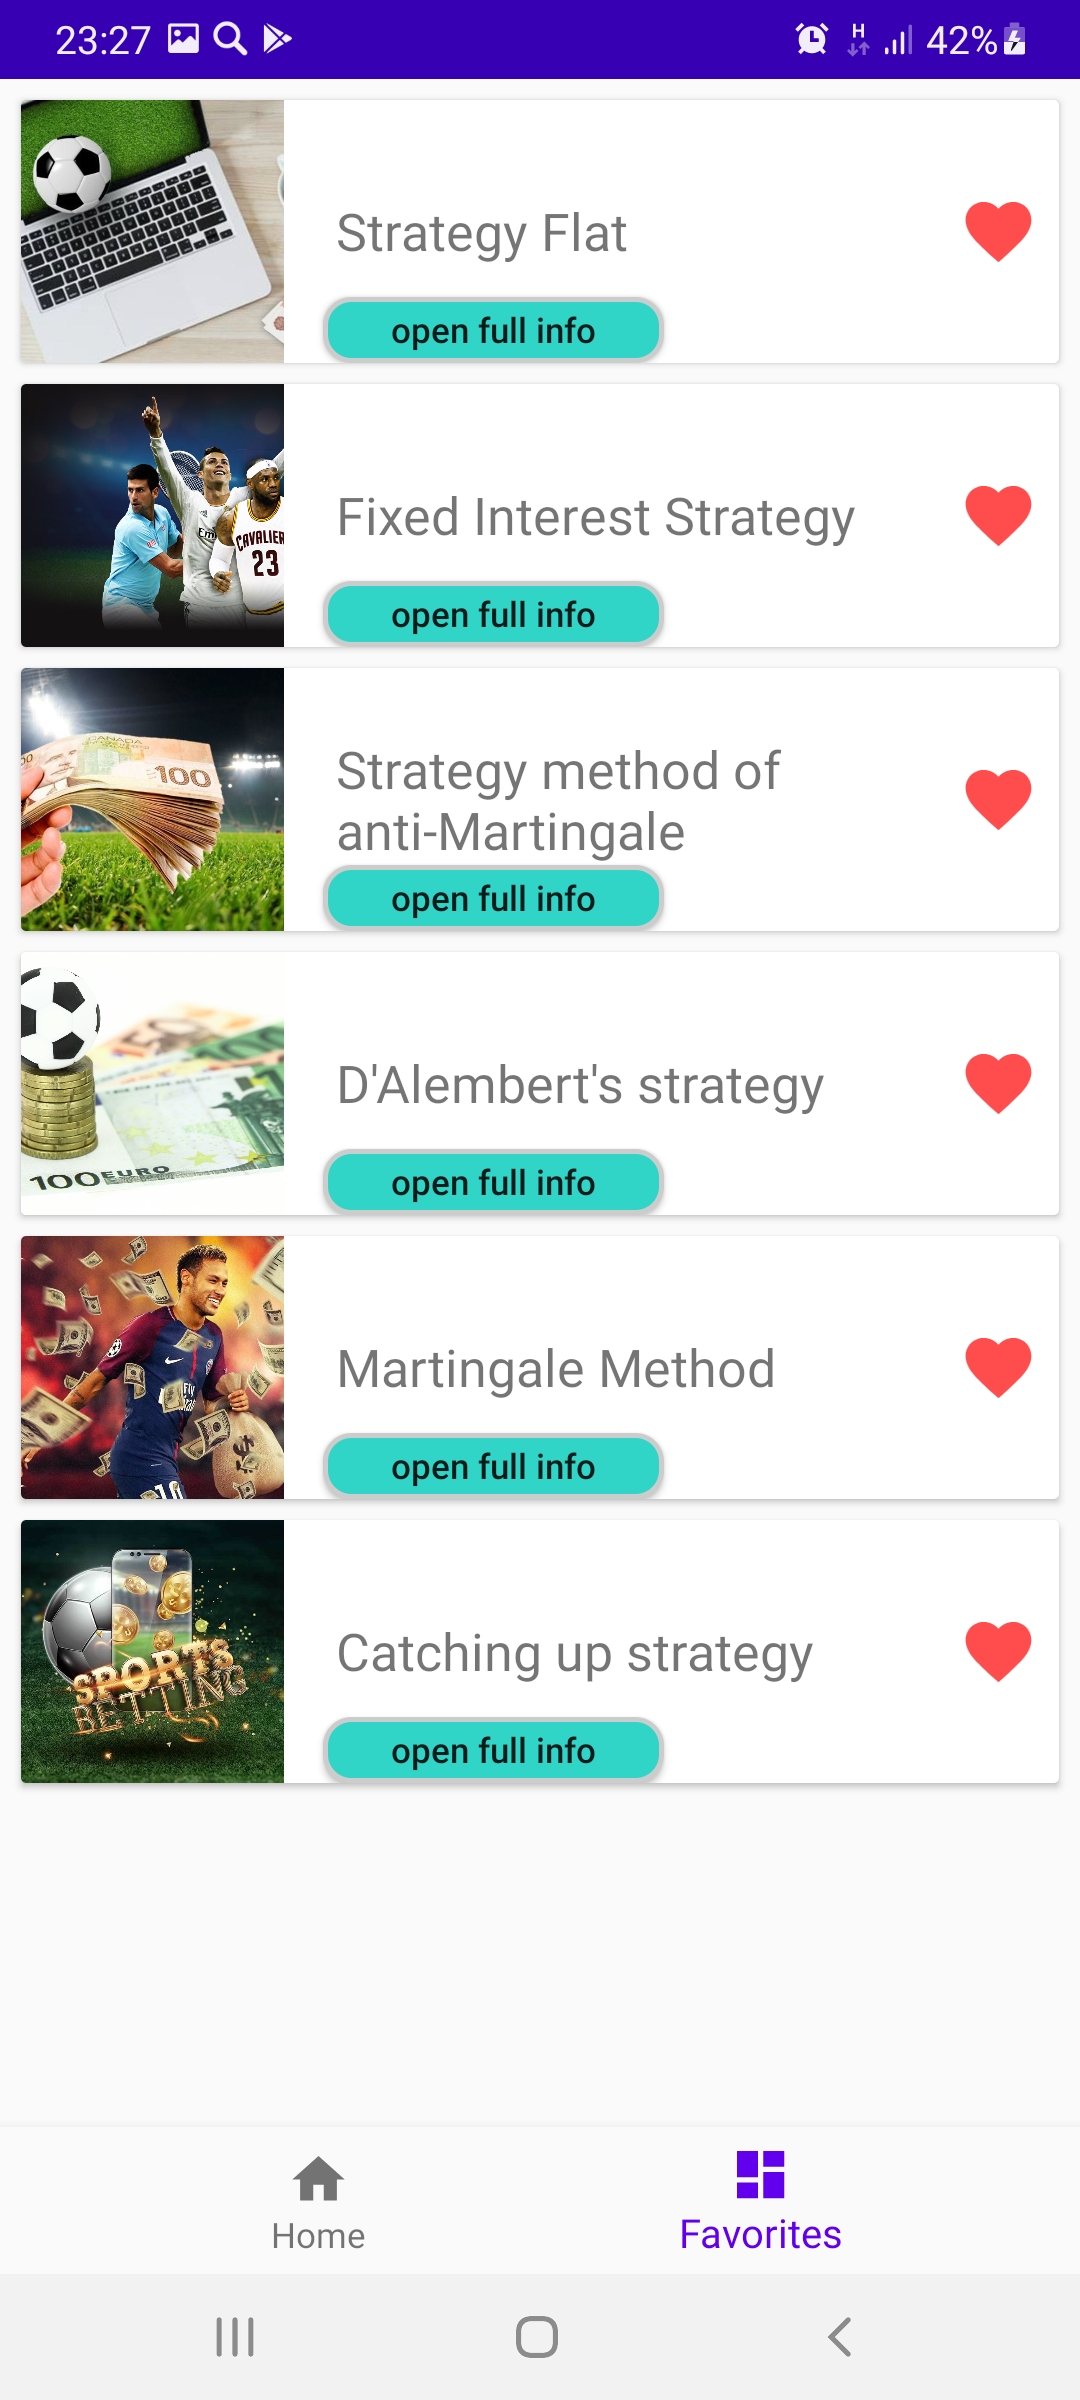 23:27
H
42%
Strategy Flat
open full info
CAVALIER
23
Fixed Interest Strategy
open full info
CANADA
100
Strategy method of
anti-Martingale
open full info
100 EURO
D'Alembert's strategy
open full info
10
Martingale Method
open full info
SPORTS
BETTING
Catching up strategy
open full info
Home
Favorites